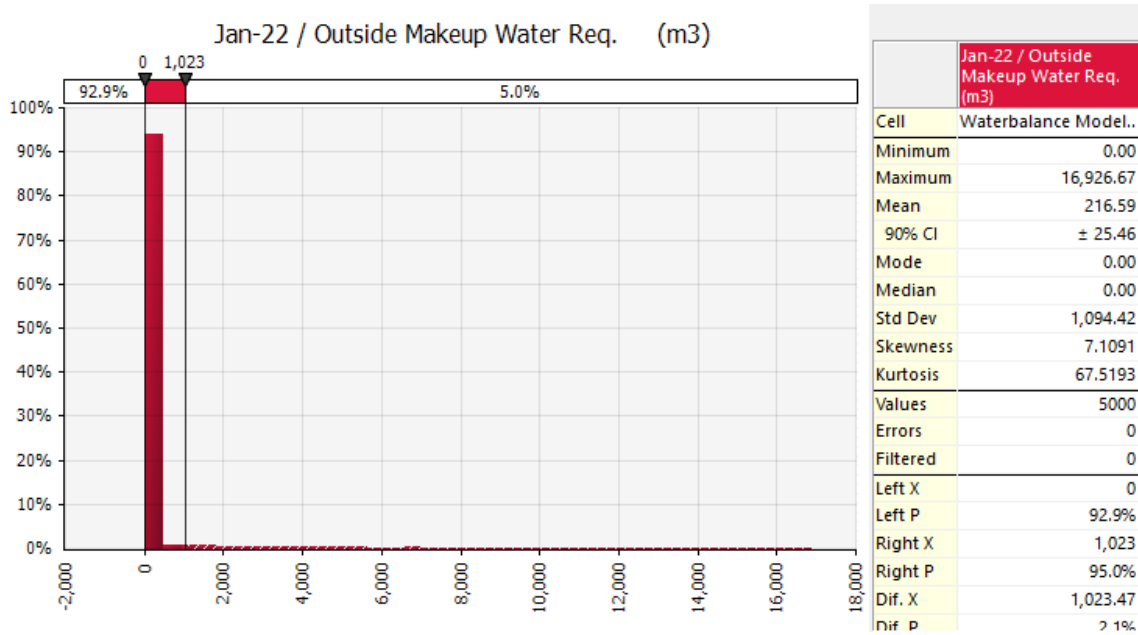 Jan-22 / Outside Makeup Water Req. (m3)
0 1,023
92.9% 5.0%
100%
90%
80%
70%
60%
50%
40%
30%
20%
10%
0%
-2,000 0 2,000 4,000 6,000 8,000 10,000 12,000 14,000 16,000 18,000
Jan-22 / Outside
Makeup Water Req.
(m3)
Cell Waterbalance Model..
Minimum 0.00
Maximum 16,926.67
Mean 216.59
90% CI ± 25.46
Mode 0.00
Median 0.00
Std Dev 1,094.42
Skewness 7.1091
Kurtosis 67.5193
Values 5000
Errors 0
Filtered 0
Left X 0
Left P 92.9%
Right X 1,023
Right P 95.0%
Dif. X 1,023.47
Dif. P 2.1%